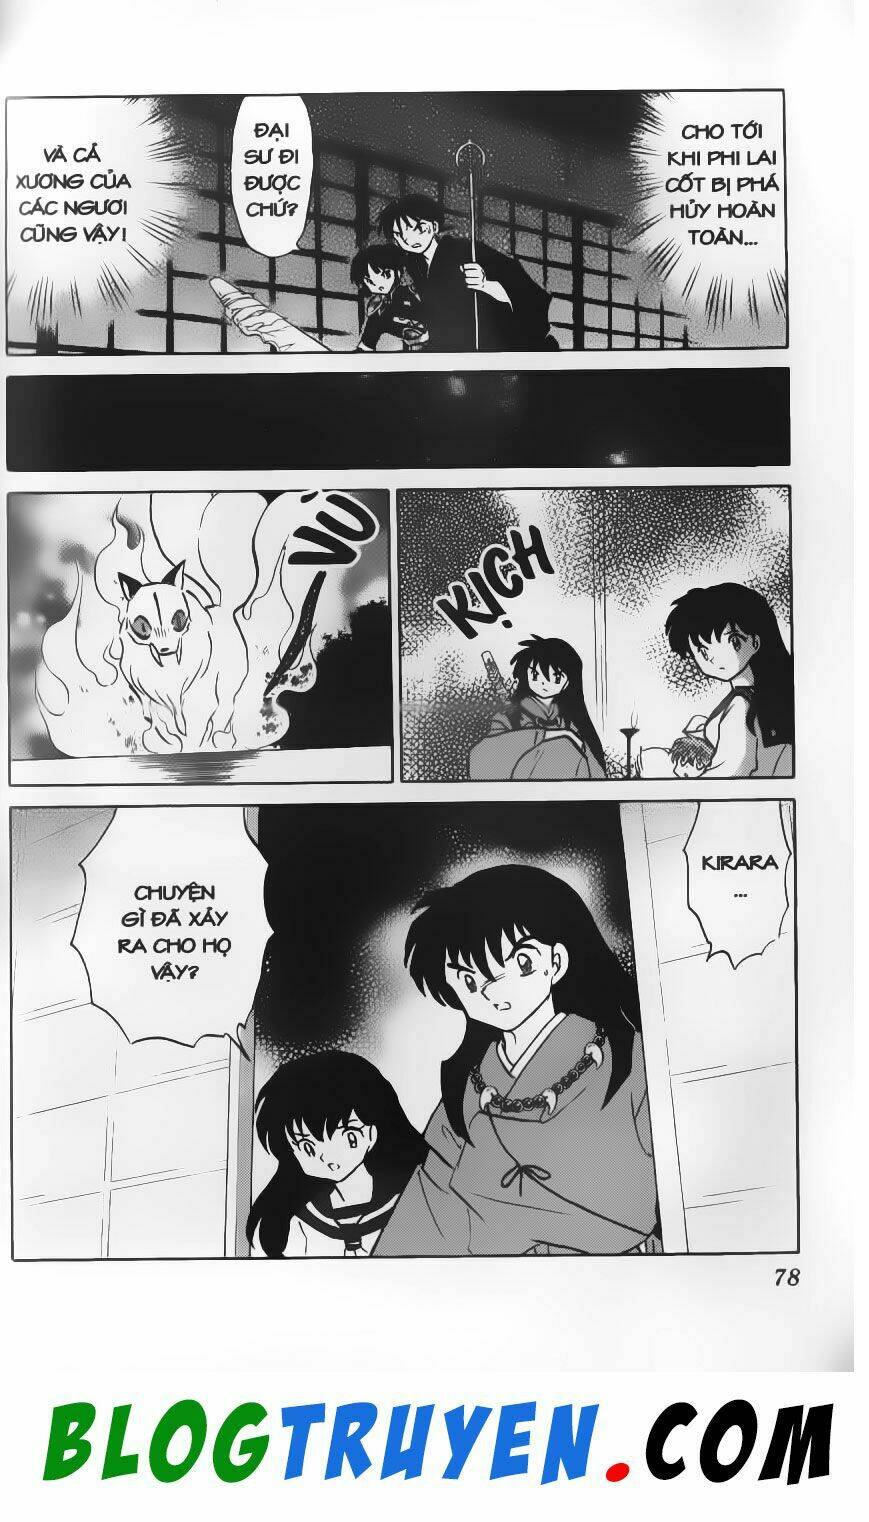 CHO TỚI
KHI PHI LAI
CỐT BỊ PHÁ
HỦY HOÀN
TOÀN...
ĐẠI
SƯ ĐI
ĐƯỢC
CHỨ?
VÀ CẢ
XƯƠNG CỦA
CÁC NGƯƠI
CŨNG VẬY!
KỊCH
VÙ
KIRARA
...
CHUYỆN
GÌ ĐÃ XẢY
RA CHO HỌ
VẬY?
78
BLOGTRUYEN.COM